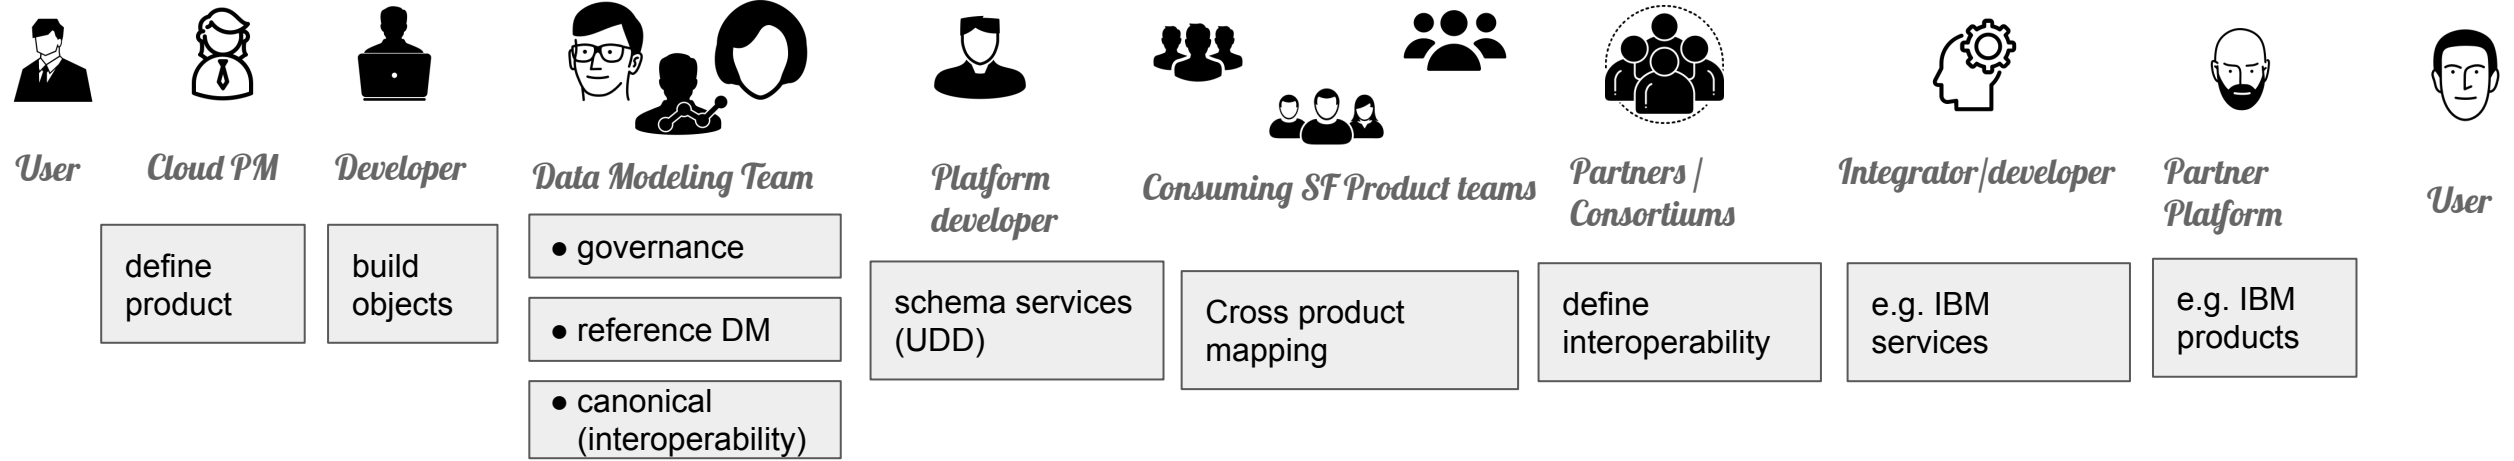 User
Cloud PM
Developer
Data Modeling Team
Platform
developer
Consuming SF Product teams
Partners /
Consortiums
Integrator/developer
Partner
Platform
User
define
product
build
objects
● governance
● reference DM
● canonical
(interoperability)
schema services
(UDD)
Cross product
mapping
define
interoperability
e.g. IBM
services
e.g. IBM
products